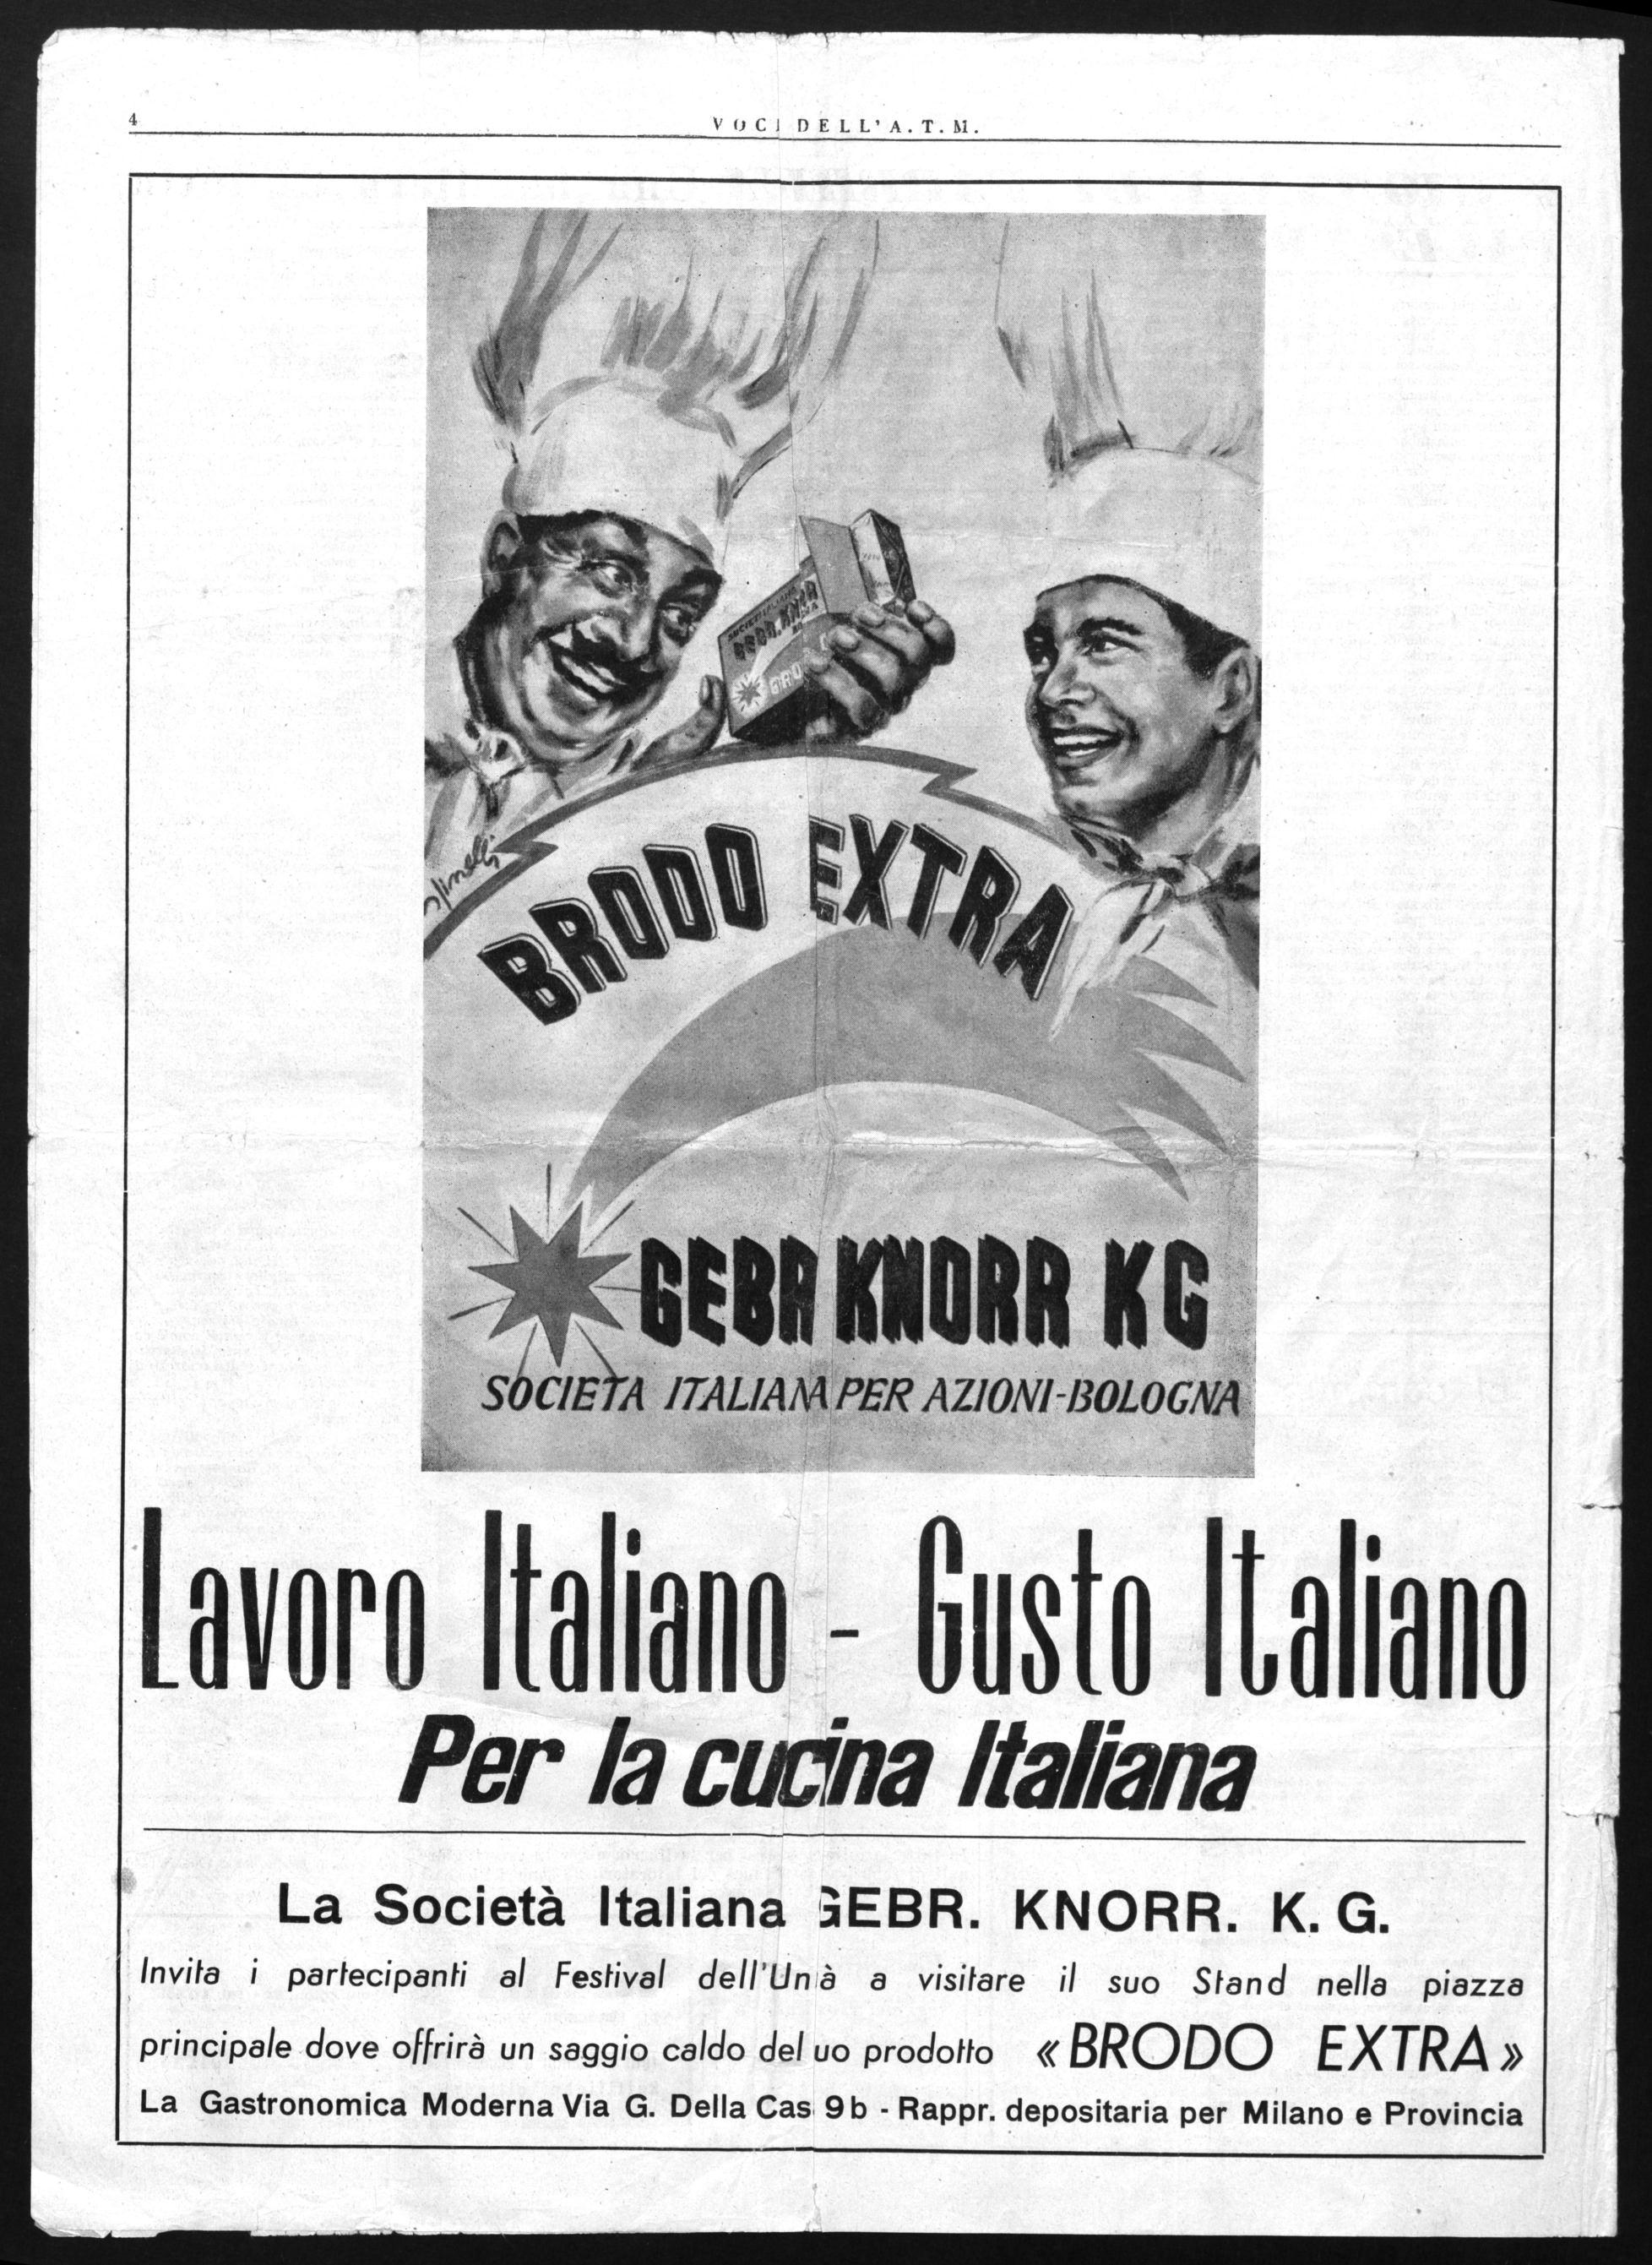 4
VOCI DELL'A.T.M.
BRODO EXTRA
GEBR KNORR KG
SOCIETA ITALIANA PER AZIONI-BOLOGNA
Lavoro Italiano - Gusto Italiano
Per la cucina Italiana
La Società Italiana GEBR. KNORR. K. G.
Invita i partecipanti al Festival dell'Unà a visitare il suo Stand nella piazza
principale dove offrirà un saggio caldo del uo prodotto «BRODO EXTRA»
La Gastronomica Moderna Via G. Della Cas 9b - Rappr. depositaria per Milano e Provincia